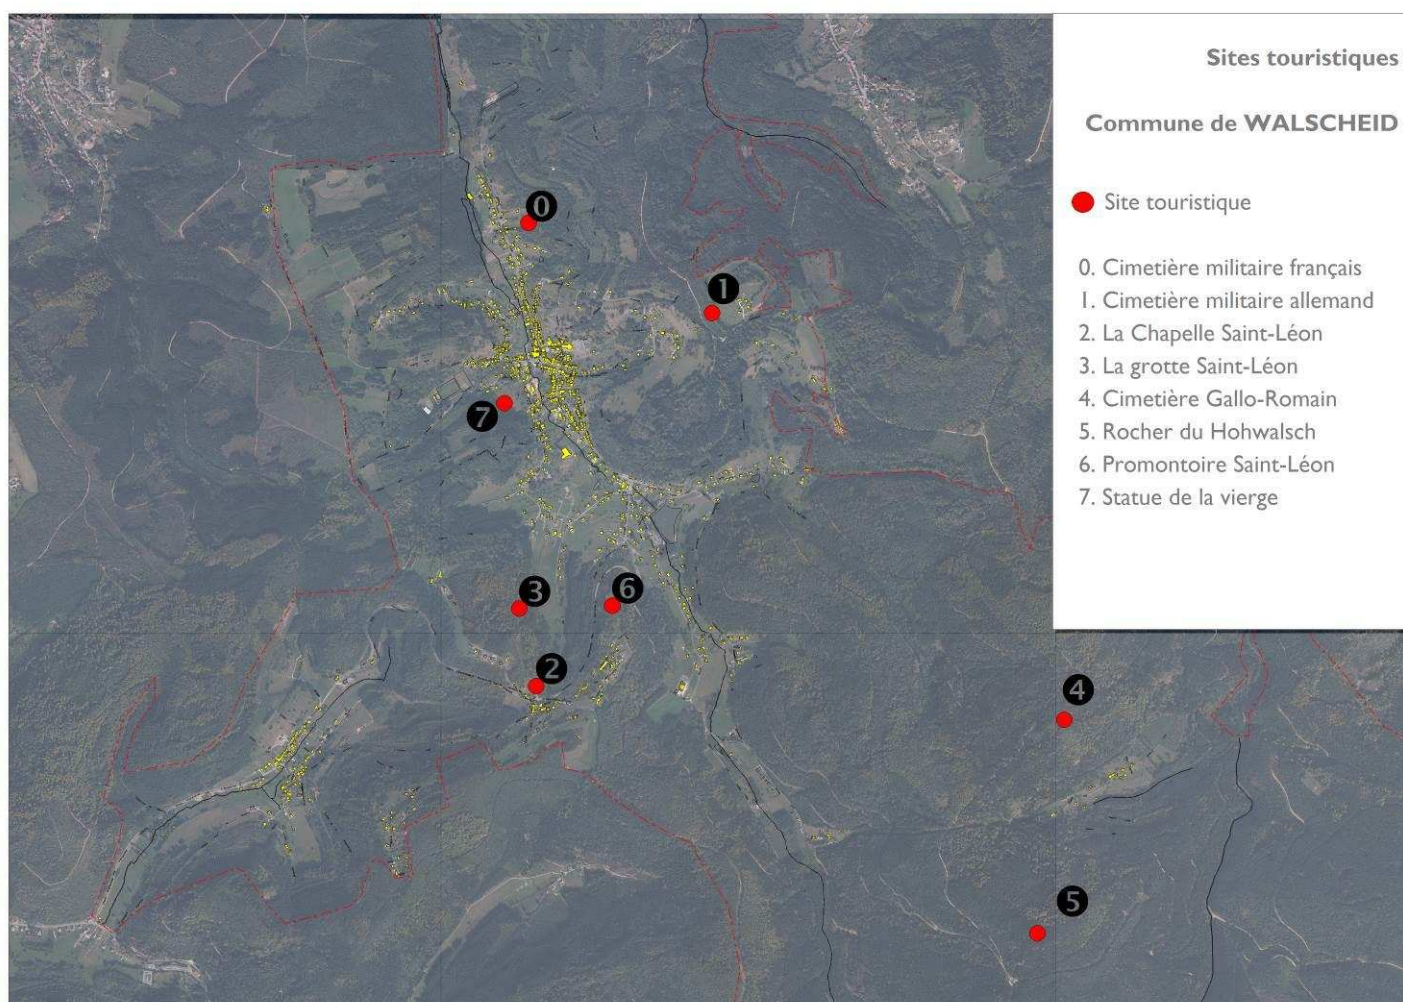 Sites touristiques
Commune de WALSCHEID
Site touristique
0. Cimetière militaire français
1. Cimetière militaire allemand
2. La Chapelle Saint-Léon
3. La grotte Saint-Léon
4. Cimetière Gallo-Romain
5. Rocher du Hohwalsch
6. Promontoire Saint-Léon
7. Statue de la vierge
0
1
7
3
6
2
4
5